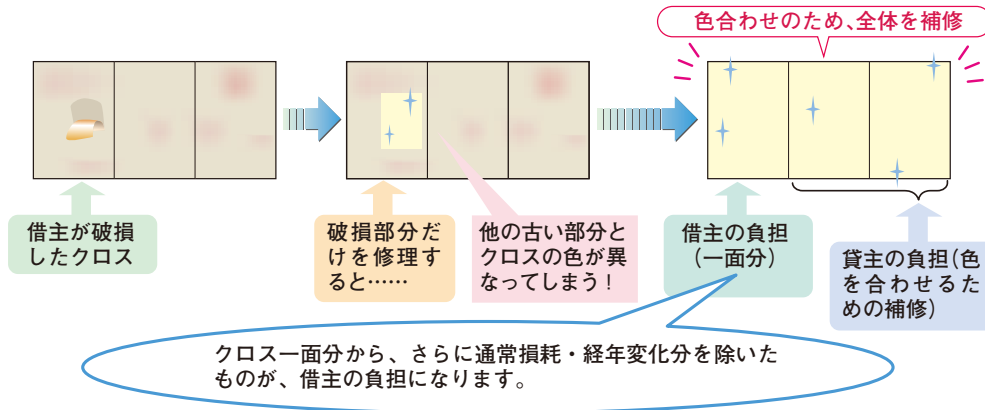 色合わせのため、全体を補修
借主が破損
したクロス
破損部分だ
けを修理す
ると……
他の古い部分と
クロスの色が異
なってしまう!
借主の負担
(一面分)
貸主の負担(色
を合わせるた
めの補修)
クロス一面分から、さらに通常損耗・経年変化分を除いた
ものが、借主の負担になります。